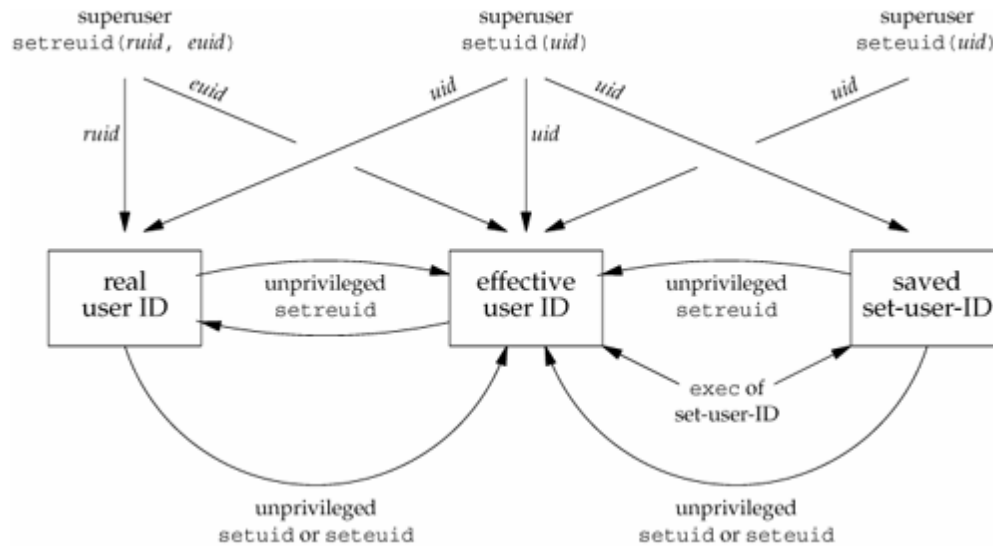 superuser
setreuid(ruid, euid)
superuser
setuid(uid)
superuser
seteuid(uid)
euid
uid
uid
uid
ruid
uid
real
user ID
unprivileged
setreuid
effective
user ID
unprivileged
setreuid
saved
set-user-ID
exec of
set-user-ID
unprivileged
setuid or seteuid
unprivileged
setuid or seteuid